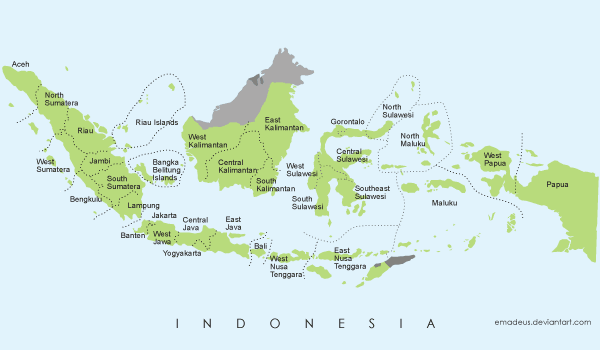 Aceh
North
Sumatera
Riau
Riau Islands
West
Sumatera
Jambi
Bangka
Belitung
Islands
South
Sumatera
Bengkulu
Lampung
Banten
Jakarta
West
Jawa
Central
Java
Yogyakarta
East
Java
Bali
West
Nusa
Tenggara
East
Nusa
Tenggara
West
Kalimantan
Central
Kalimantan
South
Kalimantan
East
Kalimantan
Gorontalo
North
Sulawesi
Central
Sulawesi
West
Sulawesi
South
Sulawesi
Southeast
Sulawesi
North
Maluku
Maluku
West
Papua
Papua
INDONESIA
emadeus.deviantart.com